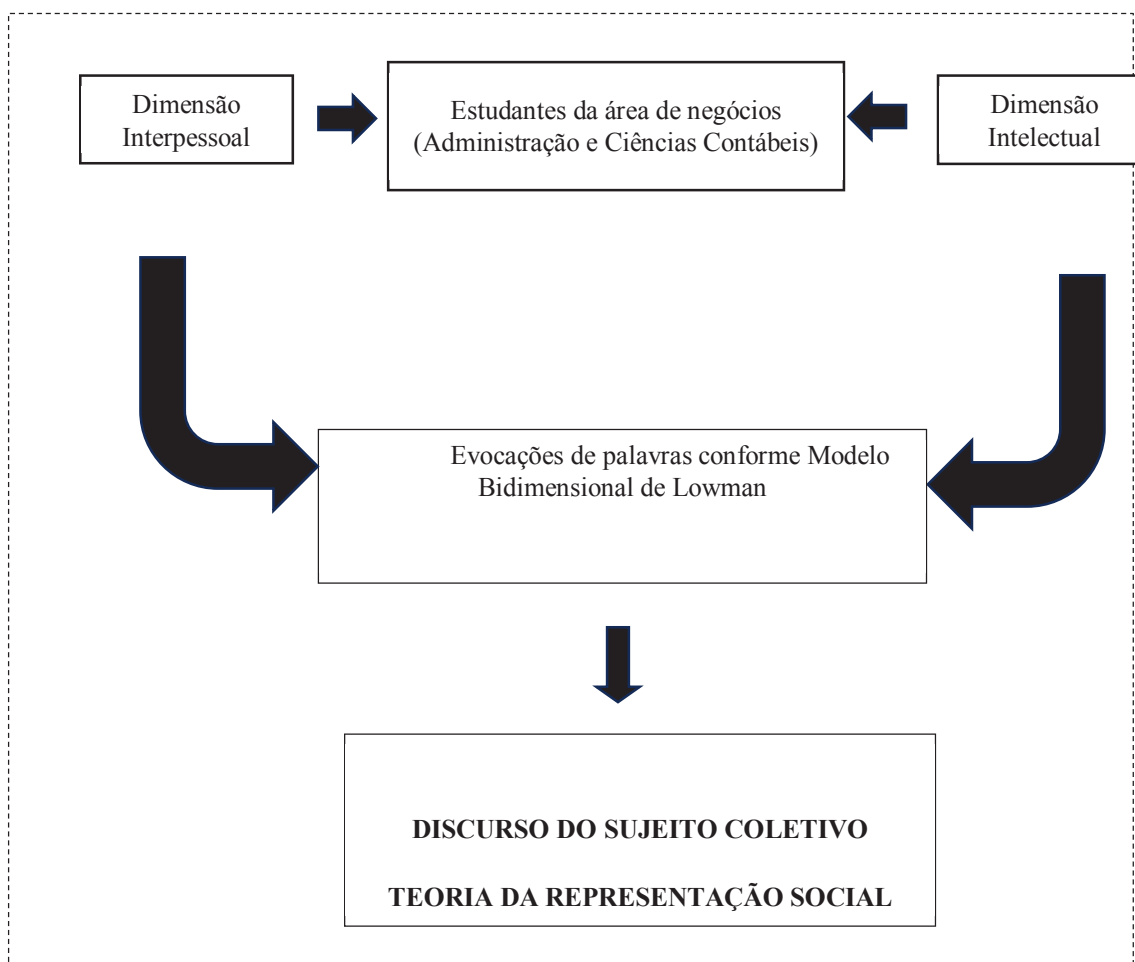 Dimensão
Interpessoal
Estudantes da área de negócios
(Administração e Ciências Contábeis)
Dimensão
Intelectual
Evocações de palavras conforme Modelo
Bidimensional de Lowman
DISCURSO DO SUJEITO COLETIVO
TEORIA DA REPRESENTAÇÃO SOCIAL